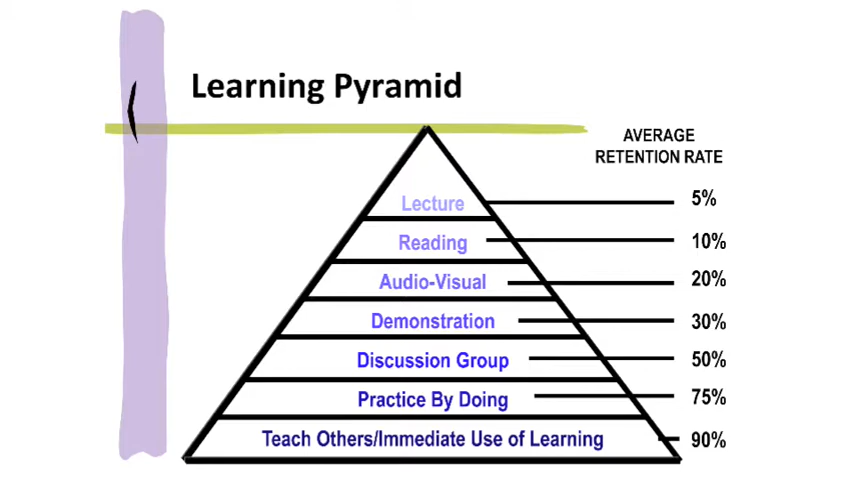 Learning Pyramid
AVERAGE
RETENTION RATE
Lecture 5%
Reading 10%
Audio-Visual 20%
Demonstration 30%
Discussion Group 50%
Practice By Doing 75%
Teach Others/Immediate Use of Learning 90%